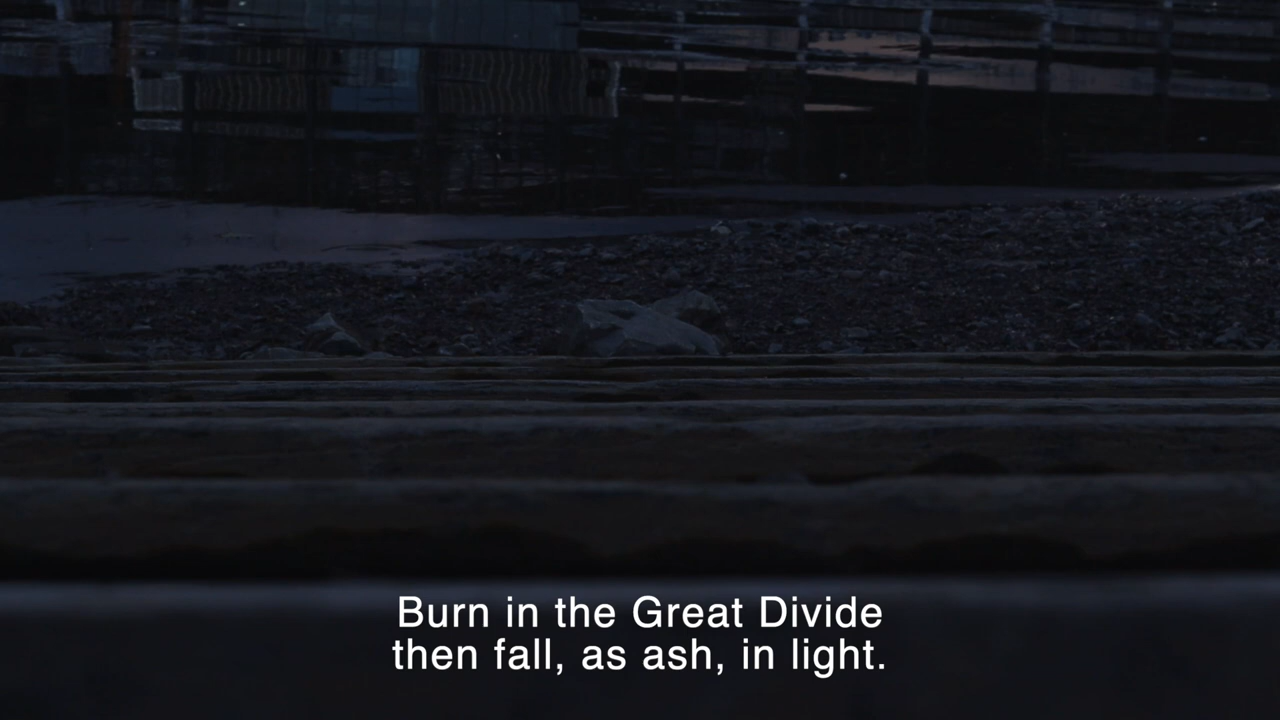 Burn in the Great Divide
then fall, as ash, in light.